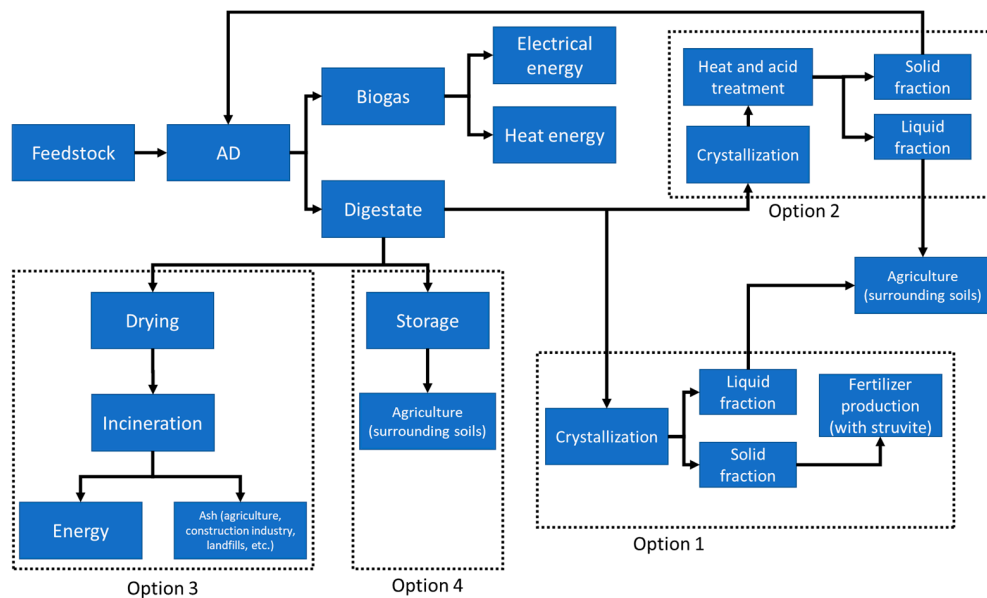 Electrical
energy
Heat and acid
treatment
Solid
fraction
Biogas
Feedstock
AD
Heat energy
Crystallization
Liquid
fraction
Digestate
Option 2
Agriculture
(surrounding soils)
Drying
Storage
Incineration
Agriculture
(surrounding soils)
Liquid
fraction
Fertilizer
production
(with struvite)
Crystallization
Solid
fraction
Energy
Ash (agriculture,
construction industry,
landfills, etc.)
Option 1
Option 3
Option 4